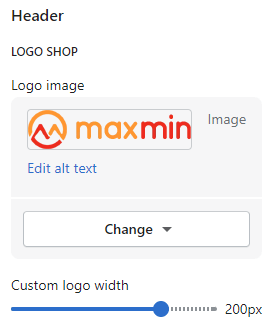 Header
LOGO SHOP
Logo image
maxmin
Image
Edit alt text
Change
Custom logo width
200px